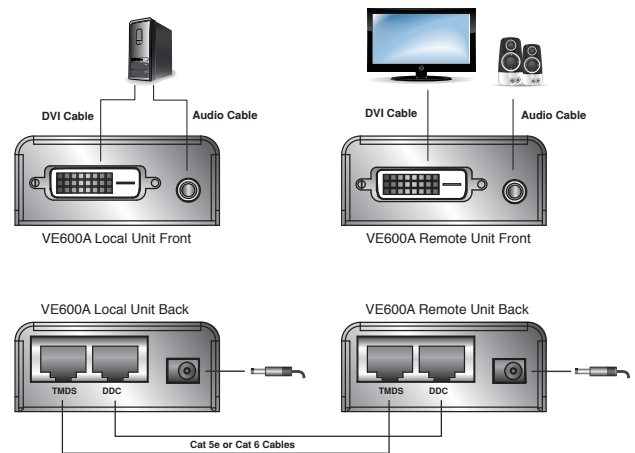 DVI Cable
Audio Cable
DVI Cable
Audio Cable
VE600A Local Unit Front
VE600A Remote Unit Front
VE600A Local Unit Back
VE600A Remote Unit Back
TMDS
DDC
TMDS
DDC
Cat 5e or Cat 6 Cables